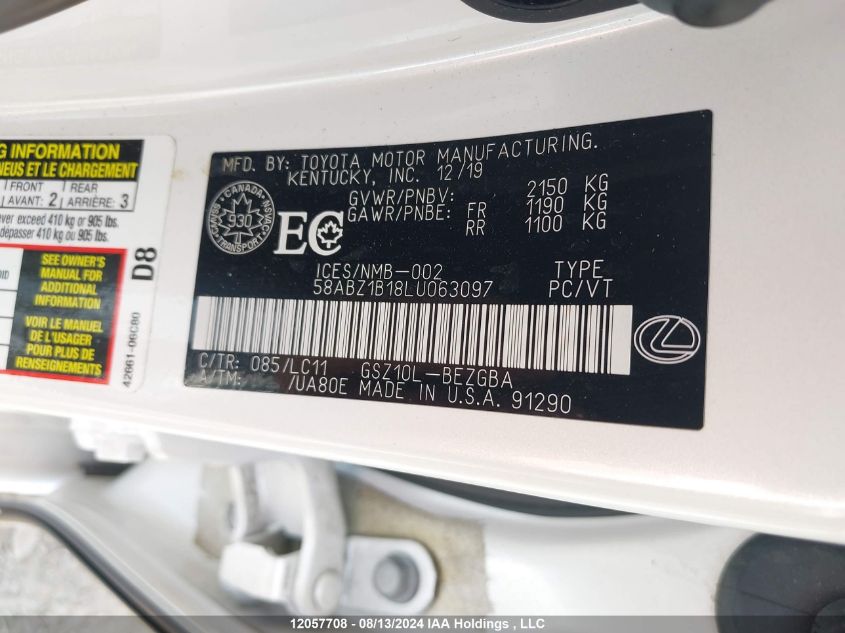 G INFORMATION
NEUS ET LE CHARGEMENT
FRONT REAR
AVANT: 2 ARRIÈRE: 3
ever exceed 410 kg or 905 lbs.
dépasser 410 kg ou 905 lbs.
SEE OWNER'S
MANUAL FOR
ADDITIONAL
INFORMATION
VOIR LE MANUEL
DE L'USAGER
POUR PLUS DE
RENSEIGNEMENTS
D8
42661-06C80
MFD. BY: TOYOTA MOTOR MANUFACTURING.
KENTUCKY, INC. 12/19
GVWR/PNBV: 2150 KG
GAWR/PNBE: FR 1190 KG
RR 1100 KG
CANADA
930
TRANSPORT
EC
ICES/NMB-002 TYPE
58ABZ1B18LU063097 PC/VT
C/TR: 085/LC11 GSZ10L-BEZGBA
A/TM: /UA80E MADE IN U.S.A. 91290
12057708 - 08/13/2024 IAA Holdings , LLC